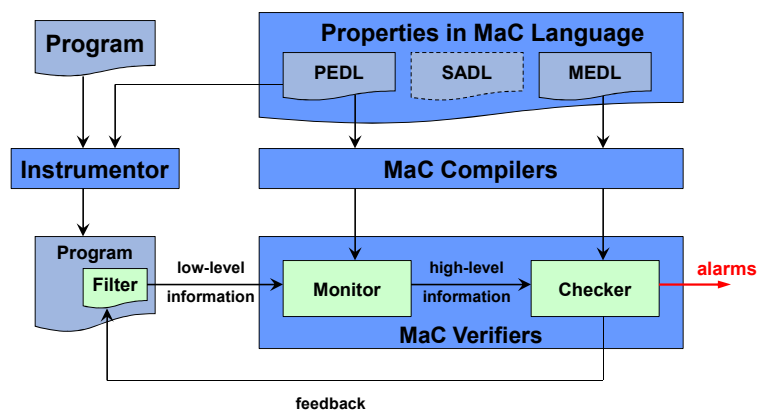 Program
Properties in MaC Language
PEDL
SADL
MEDL
Instrumentor
MaC Compilers
Program
Filter
low-level
information
Monitor
high-level
information
Checker
alarms
MaC Verifiers
feedback